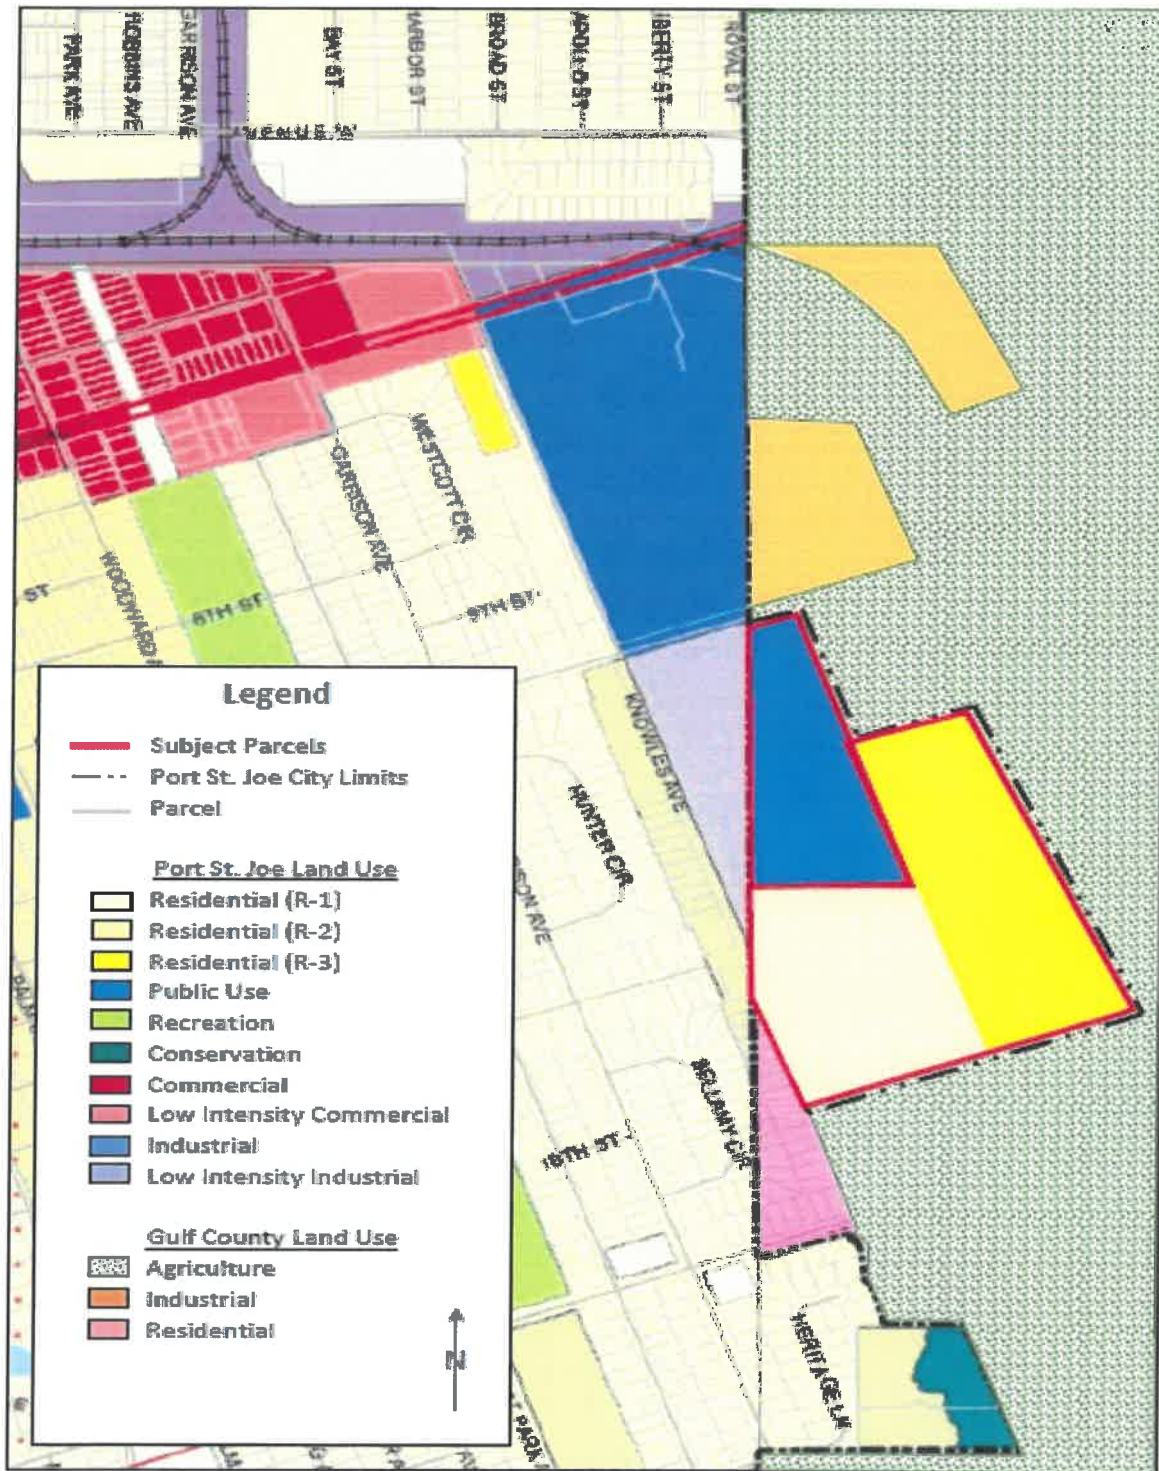 PARK AVE
ROBBINS AVE
GARRISON AVE
BAY ST
HARBOR ST
BROAD ST
APOLLO ST
LIBERTY ST
ROYAL ST
WESTCOTT CIR
GARRISON AVE
WOODWARD
ST
8TH ST
9TH ST
KNOWLES AVE
HUNTER CIR
BELLAMY CIR
16TH ST
HERITAGE LN
PARK
Legend
Subject Parcels
Port St. Joe City Limits
Parcel
Port St. Joe Land Use
Residential (R-1)
Residential (R-2)
Residential (R-3)
Public Use
Recreation
Conservation
Commercial
Low Intensity Commercial
Industrial
Low Intensity Industrial
Gulf County Land Use
Agriculture
Industrial
Residential
N